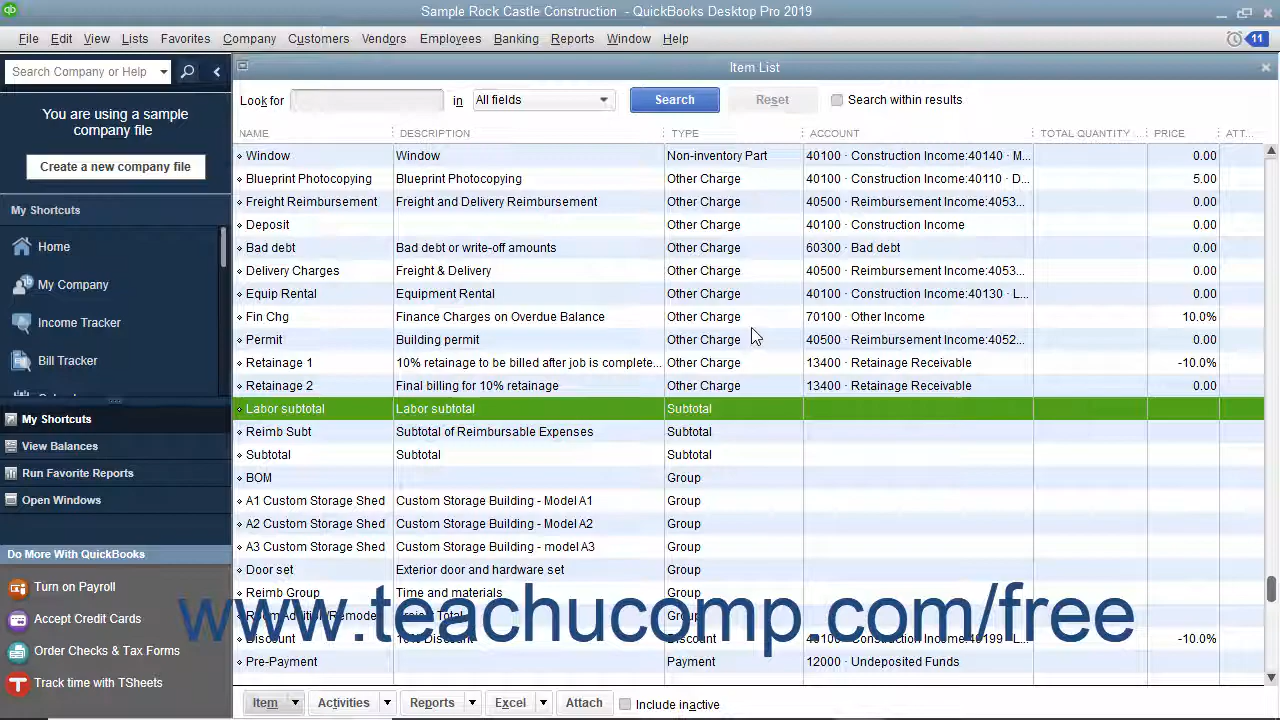 Sample Rock Castle Construction - QuickBooks Desktop Pro 2019
File Edit View Lists Favorites Company Customers Vendors Employees Banking Reports Window Help 11
Search Company or Help
Item List
You are using a sample
company file
Create a new company file
Look for in All fields Search Reset Search within results
NAME DESCRIPTION TYPE ACCOUNT TOTAL QUANTITY ... PRICE ATT...
Window Window Non-inventory Part 40100 · Construction Income:40140 · M... 0.00
Blueprint Photocopying Blueprint Photocopying Other Charge 40100 · Construction Income:40110 · D... 5.00
Freight Reimbursement Freight and Delivery Reimbursement Other Charge 40500 · Reimbursement Income:4053... 0.00
Deposit Other Charge 40100 · Construction Income 0.00
Bad debt Bad debt or write-off amounts Other Charge 60300 · Bad debt 0.00
Delivery Charges Freight & Delivery Other Charge 40500 · Reimbursement Income:4053... 0.00
Equip Rental Equipment Rental Other Charge 40100 · Construction Income:40130 · L... 0.00
Fin Chg Finance Charges on Overdue Balance Other Charge 70100 · Other Income 10.0%
Permit Building permit Other Charge 40500 · Reimbursement Income:4052... 0.00
Retainage 1 10% retainage to be billed after job is complete... Other Charge 13400 · Retainage Receivable -10.0%
Retainage 2 Final billing for 10% retainage Other Charge 13400 · Retainage Receivable 0.00
Labor subtotal Labor subtotal Subtotal
Reimb Subt Subtotal of Reimbursable Expenses Subtotal
Subtotal Subtotal Subtotal
BOM Group
A1 Custom Storage Shed Custom Storage Building - Model A1 Group
A2 Custom Storage Shed Custom Storage Building - Model A2 Group
A3 Custom Storage Shed Custom Storage Building - model A3 Group
Door set Exterior door and hardware set Group
Reimb Group Time and materials Group
Discount 10% Discount Discount -10.0%
Pre-Payment Payment 12000 · Undeposited Funds
My Shortcuts
Home
My Company
Income Tracker
Bill Tracker
My Shortcuts
View Balances
Run Favorite Reports
Open Windows
Do More With QuickBooks
Turn on Payroll
Accept Credit Cards
Order Checks & Tax Forms
Track time with TSheets
www.teachucomp.com/free
Item Activities Reports Excel Attach Include inactive